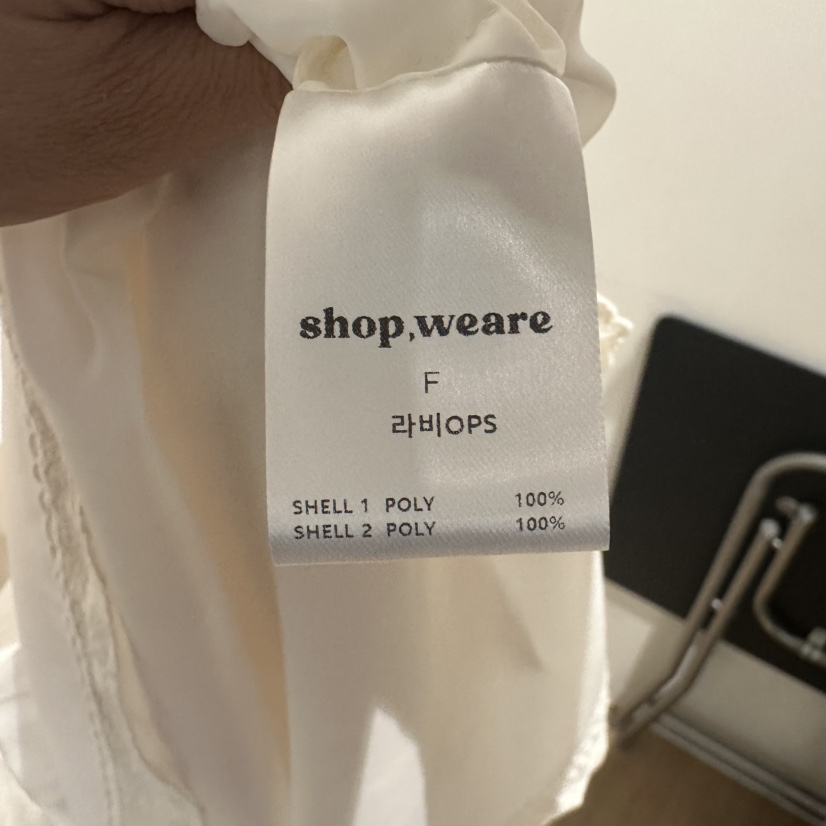 shop,weare
F
라비OPS
SHELL 1 POLY 100%
SHELL 2 POLY 100%